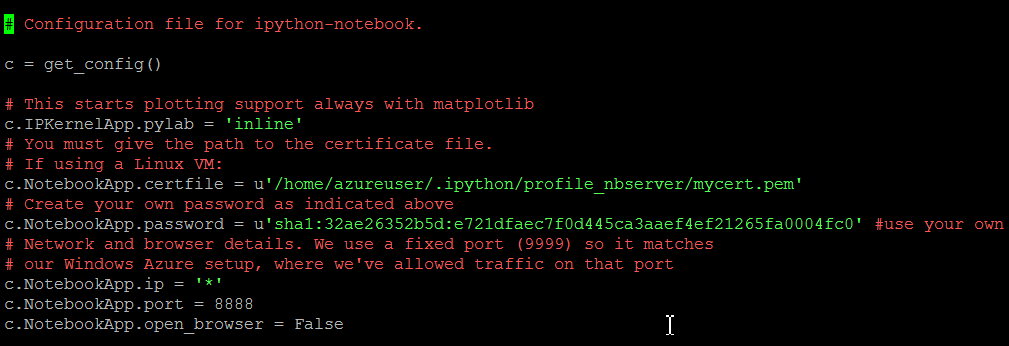 # Configuration file for ipython-notebook.
c = get_config()
# This starts plotting support always with matplotlib
c.IPKernelApp.pylab = 'inline'
# You must give the path to the certificate file.
# If using a Linux VM:
c.NotebookApp.certfile = u'/home/azureuser/.ipython/profile_nbserver/mycert.pem'
# Create your own password as indicated above
c.NotebookApp.password = u'sha1:32ae26352b5d:e721dfaec7f0d445ca3aaef4ef21265fa0004fc0' #use your own
# Network and browser details. We use a fixed port (9999) so it matches
# our Windows Azure setup, where we've allowed traffic on that port
c.NotebookApp.ip = '*'
c.NotebookApp.port = 8888
c.NotebookApp.open_browser = False